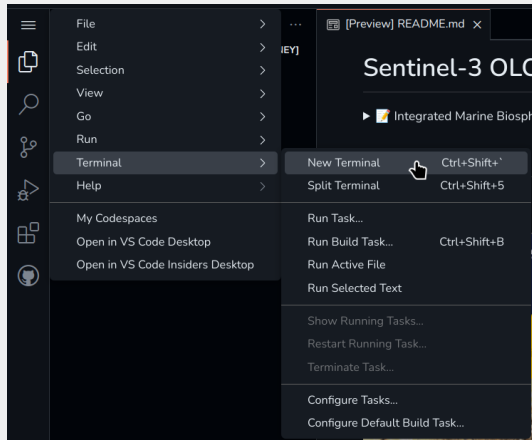 File
Edit
Selection
View
Go
Run
Terminal
Help
My Codespaces
Open in VS Code Desktop
Open in VS Code Insiders Desktop
New Terminal Ctrl+Shift+`
Split Terminal Ctrl+Shift+5
Run Task...
Run Build Task... Ctrl+Shift+B
Run Active File
Run Selected Text
Show Running Tasks...
Restart Running Task...
Terminate Task...
Configure Tasks...
Configure Default Build Task...
...
[Preview] README.md ×
EY]
Sentinel-3 OLC
▶ 📝 Integrated Marine Biosph